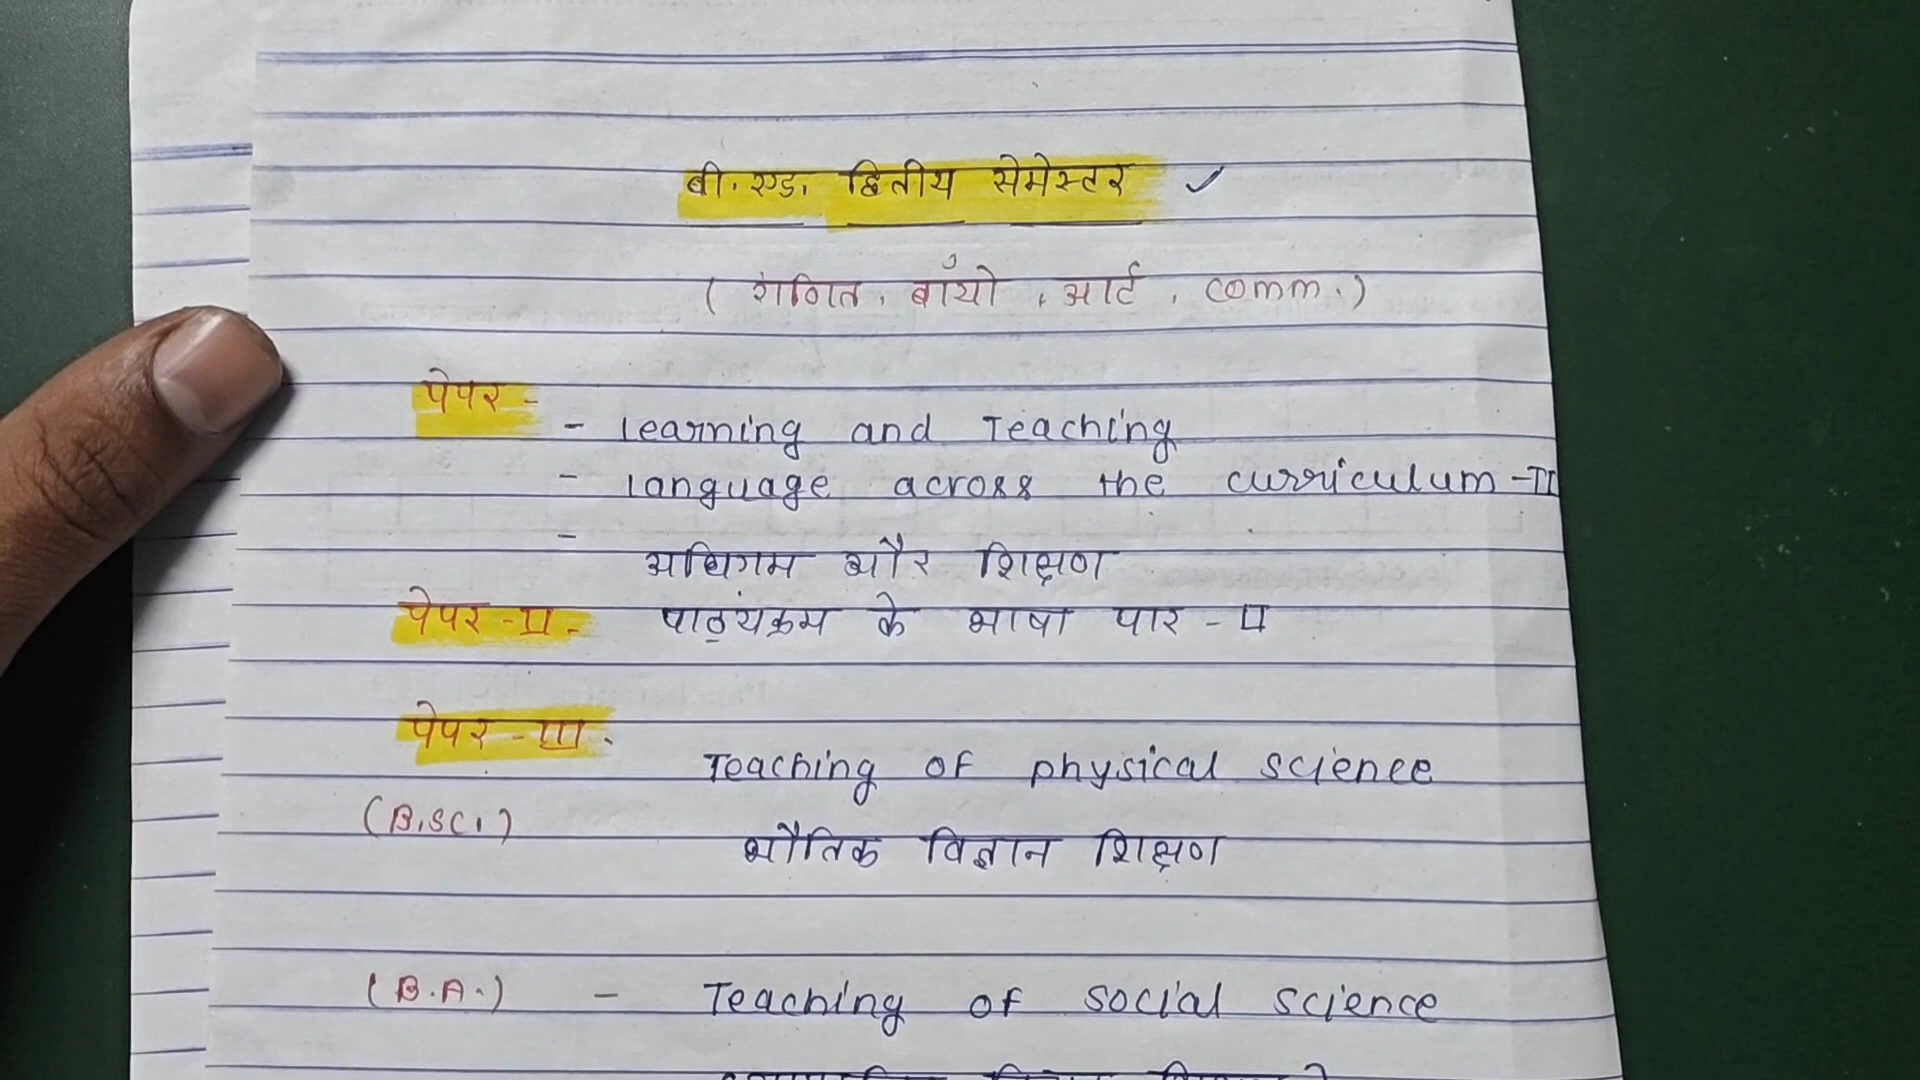 बी. एड. द्वितीय सेमेस्टर ✓
( गणित, बॉयो, आर्ट, comm.)
पेपर -
- Learning and Teaching
- Language across the curriculum - II
- अधिगम और शिक्षण
पेपर - II - पाठ्यक्रम के भाषा पार - II
पेपर - III -
Teaching of physical science
(B.SC.)
भौतिक विज्ञान शिक्षण
(B.A.) - Teaching of social science